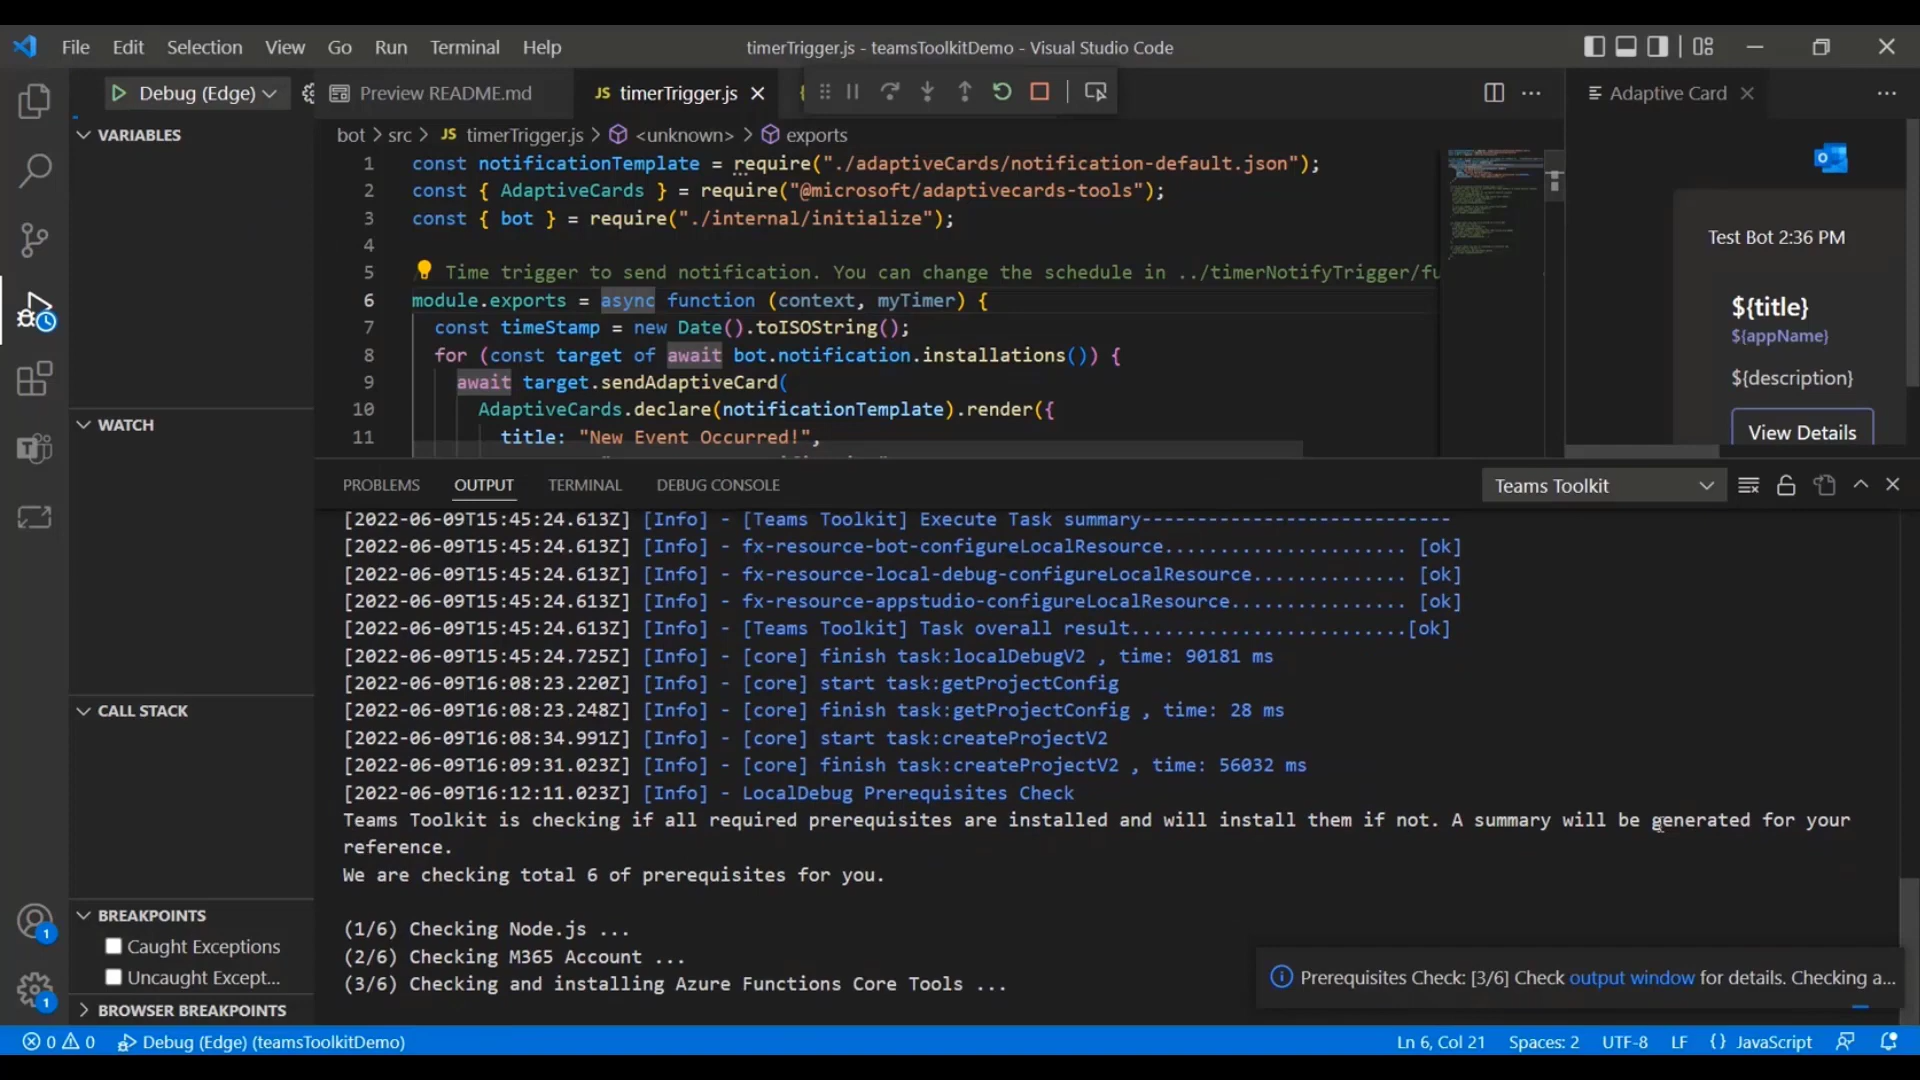 File Edit Selection View Go Run Terminal Help
timerTrigger.js - teamsToolkitDemo - Visual Studio Code
Debug (Edge)
Preview README.md
JS timerTrigger.js
Adaptive Card
VARIABLES
bot > src > JS timerTrigger.js > <unknown> > exports
1 const notificationTemplate = require("./adaptiveCards/notification-default.json");
2 const { AdaptiveCards } = require("@microsoft/adaptivecards-tools");
3 const { bot } = require("./internal/initialize");
4
5 Time trigger to send notification. You can change the schedule in ../timerNotifyTrigger/fu
6 module.exports = async function (context, myTimer) {
7 const timeStamp = new Date().toISOString();
8 for (const target of await bot.notification.installations()) {
9 await target.sendAdaptiveCard(
10 AdaptiveCards.declare(notificationTemplate).render({
11 title: "New Event Occurred!",
Test Bot 2:36 PM
${title}
${appName}
${description}
View Details
WATCH
CALL STACK
BREAKPOINTS
Caught Exceptions
Uncaught Except...
BROWSER BREAKPOINTS
PROBLEMS OUTPUT TERMINAL DEBUG CONSOLE
Teams Toolkit
[2022-06-09T15:45:24.613Z] [Info] - [Teams Toolkit] Execute Task summary----------------------------
[2022-06-09T15:45:24.613Z] [Info] - fx-resource-bot-configureLocalResource...................... [ok]
[2022-06-09T15:45:24.613Z] [Info] - fx-resource-local-debug-configureLocalResource.............. [ok]
[2022-06-09T15:45:24.613Z] [Info] - fx-resource-appstudio-configureLocalResource................ [ok]
[2022-06-09T15:45:24.613Z] [Info] - [Teams Toolkit] Task overall result.........................[ok]
[2022-06-09T15:45:24.725Z] [Info] - [core] finish task:localDebugV2 , time: 90181 ms
[2022-06-09T16:08:23.220Z] [Info] - [core] start task:getProjectConfig
[2022-06-09T16:08:23.248Z] [Info] - [core] finish task:getProjectConfig , time: 28 ms
[2022-06-09T16:08:34.991Z] [Info] - [core] start task:createProjectV2
[2022-06-09T16:09:31.023Z] [Info] - [core] finish task:createProjectV2 , time: 56032 ms
[2022-06-09T16:12:11.023Z] [Info] - LocalDebug Prerequisites Check
Teams Toolkit is checking if all required prerequisites are installed and will install them if not. A summary will be generated for your
reference.
We are checking total 6 of prerequisites for you.
(1/6) Checking Node.js ...
(2/6) Checking M365 Account ...
(3/6) Checking and installing Azure Functions Core Tools ...
Prerequisites Check: [3/6] Check output window for details. Checking a...
1
1
0 0 Debug (Edge) (teamsToolkitDemo)
Ln 6, Col 21 Spaces: 2 UTF-8 LF {} JavaScript